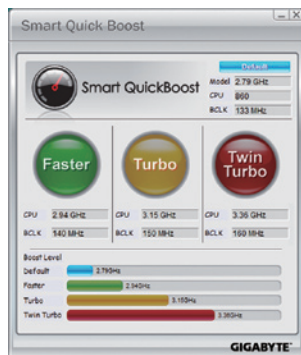 Smart Quick Boost
Default
Smart QuickBoost
Model 2.79 GHz
CPU 860
BCLK 133 MHz
Faster
Turbo
Twin Turbo
CPU 2.94 GHz
CPU 3.15 GHz
CPU 3.36 GHz
BCLK 140 MHz
BCLK 150 MHz
BCLK 160 MHz
Boost Level
Default 2.79GHz
Faster 2.94GHz
Turbo 3.15GHz
Twin Turbo 3.36GHz
GIGABYTE